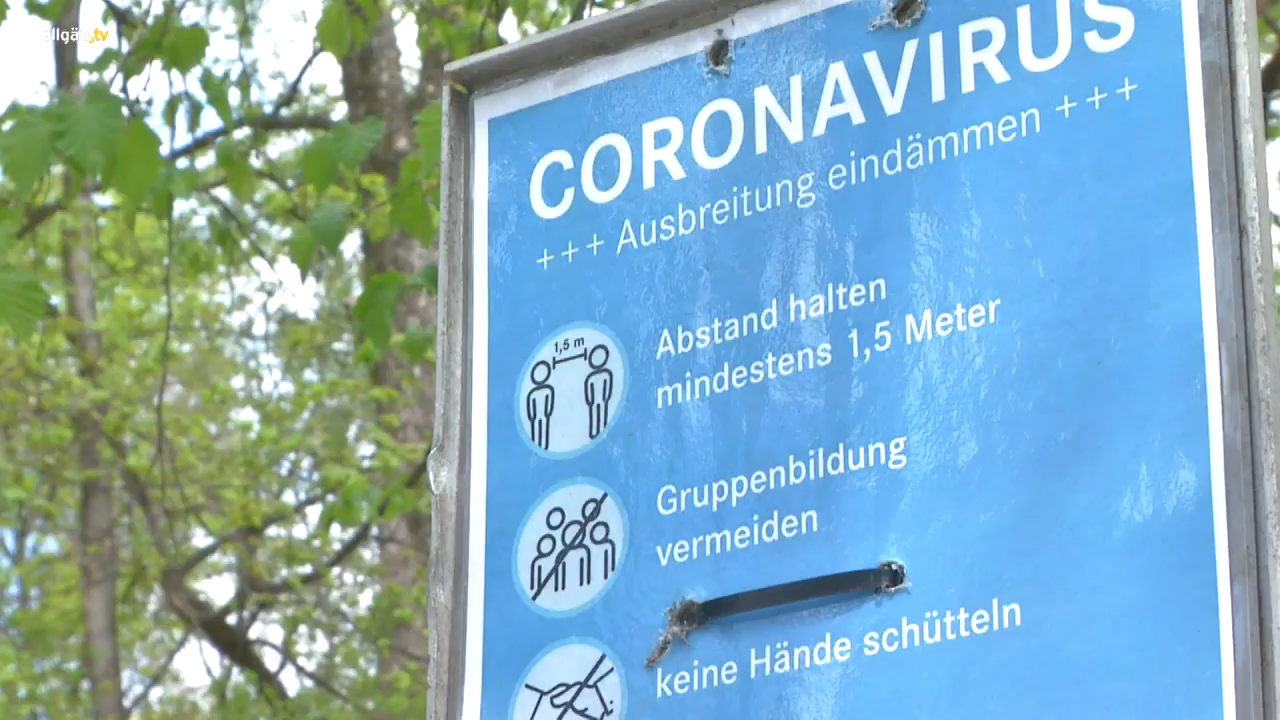 allgäu.tv
CORONAVIRUS
+++ Ausbreitung eindämmen +++
1,5 m
Abstand halten
mindestens 1,5 Meter
Gruppenbildung
vermeiden
keine Hände schütteln